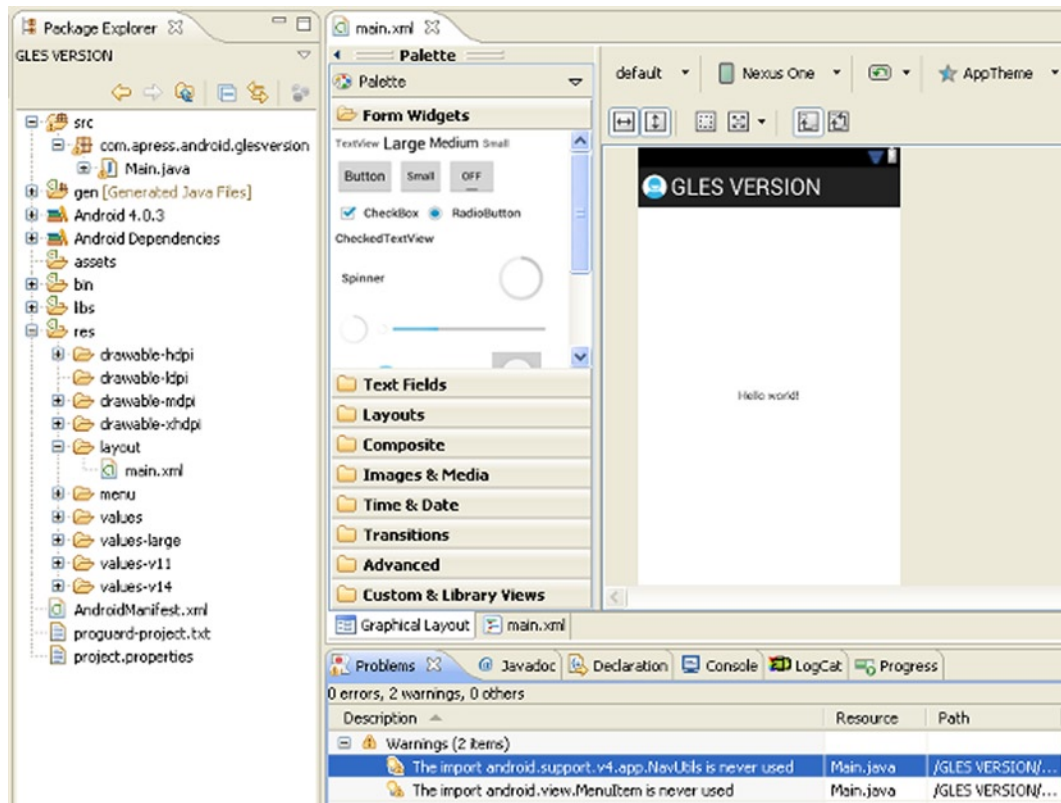 Package Explorer
GLES VERSION
src
com.apress.android.glesversion
Main.java
gen [Generated Java Files]
Android 4.0.3
Android Dependencies
assets
bin
libs
res
drawable-hdpi
drawable-ldpi
drawable-mdpi
drawable-xhdpi
layout
main.xml
menu
values
values-large
values-v11
values-v14
AndroidManifest.xml
proguard-project.txt
project.properties
main.xml
Palette
Palette
Form Widgets
TextView Large Medium Small
Button Small OFF
CheckBox RadioButton
CheckedTextView
Spinner
Text Fields
Layouts
Composite
Images & Media
Time & Date
Transitions
Advanced
Custom & Library Views
Graphical Layout main.xml
default Nexus One AppTheme
GLES VERSION
Hello world!
Problems Javadoc Declaration Console LogCat Progress
0 errors, 2 warnings, 0 others
Description Resource Path
Warnings (2 items)
The import android.support.v4.app.NavUtils is never used Main.java /GLES VERSION/...
The import android.view.MenuItem is never used Main.java /GLES VERSION/...